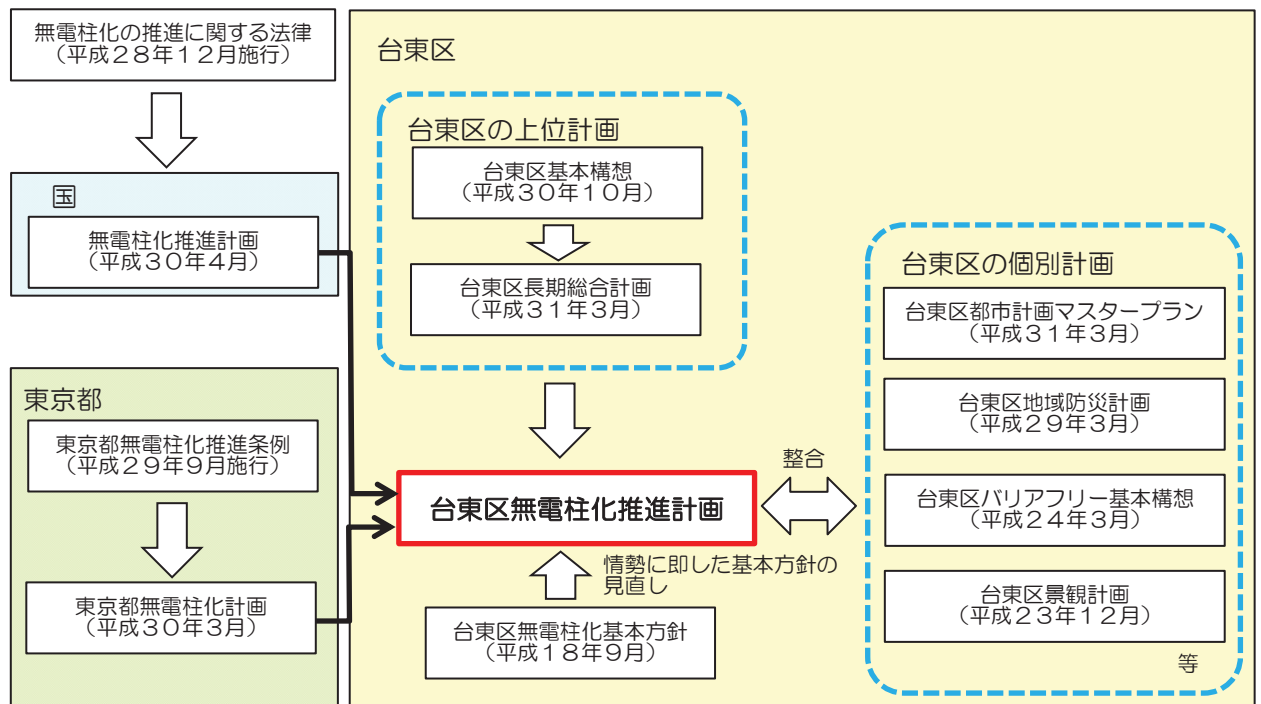 無電柱化の推進に関する法律
（平成２８年１２月施行）
国
無電柱化推進計画
（平成３０年４月）
東京都
東京都無電柱化推進条例
（平成２９年９月施行）
東京都無電柱化計画
（平成３０年３月）
台東区
台東区の上位計画
台東区基本構想
（平成３０年１０月）
台東区長期総合計画
（平成３１年３月）
台東区無電柱化推進計画
整合
情勢に即した基本方針の
見直し
台東区無電柱化基本方針
（平成１８年９月）
台東区の個別計画
台東区都市計画マスタープラン
（平成３１年３月）
台東区地域防災計画
（平成２９年３月）
台東区バリアフリー基本構想
（平成２４年３月）
台東区景観計画
（平成２３年１２月）
等